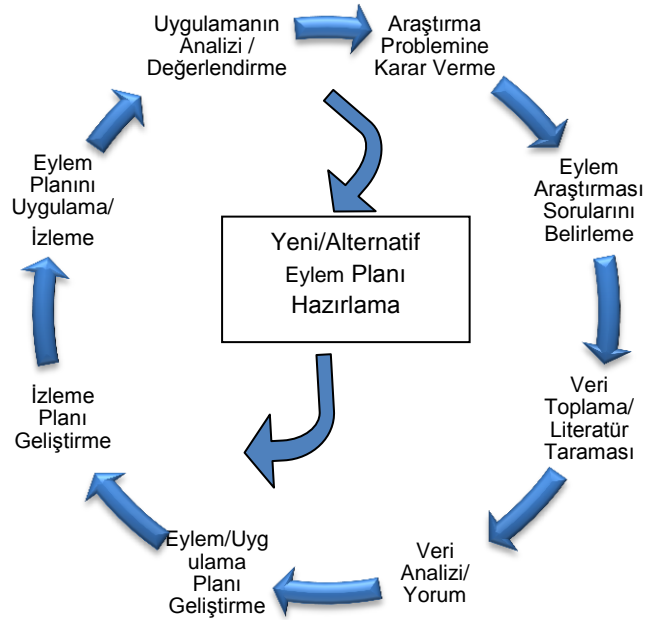 Uygulamanın
Analizi /
Değerlendirme
Araştırma
Problemine
Karar Verme
Eylem
Araştırması
Sorularını
Belirleme
Veri
Toplama/
Literatür
Taraması
Veri
Analizi/
Yorum
Eylem/Uyg
ulama
Planı
Geliştirme
İzleme
Planı
Geliştirme
Eylem
Planını
Uygulama/
İzleme
Yeni/Alternatif
Eylem Planı
Hazırlama